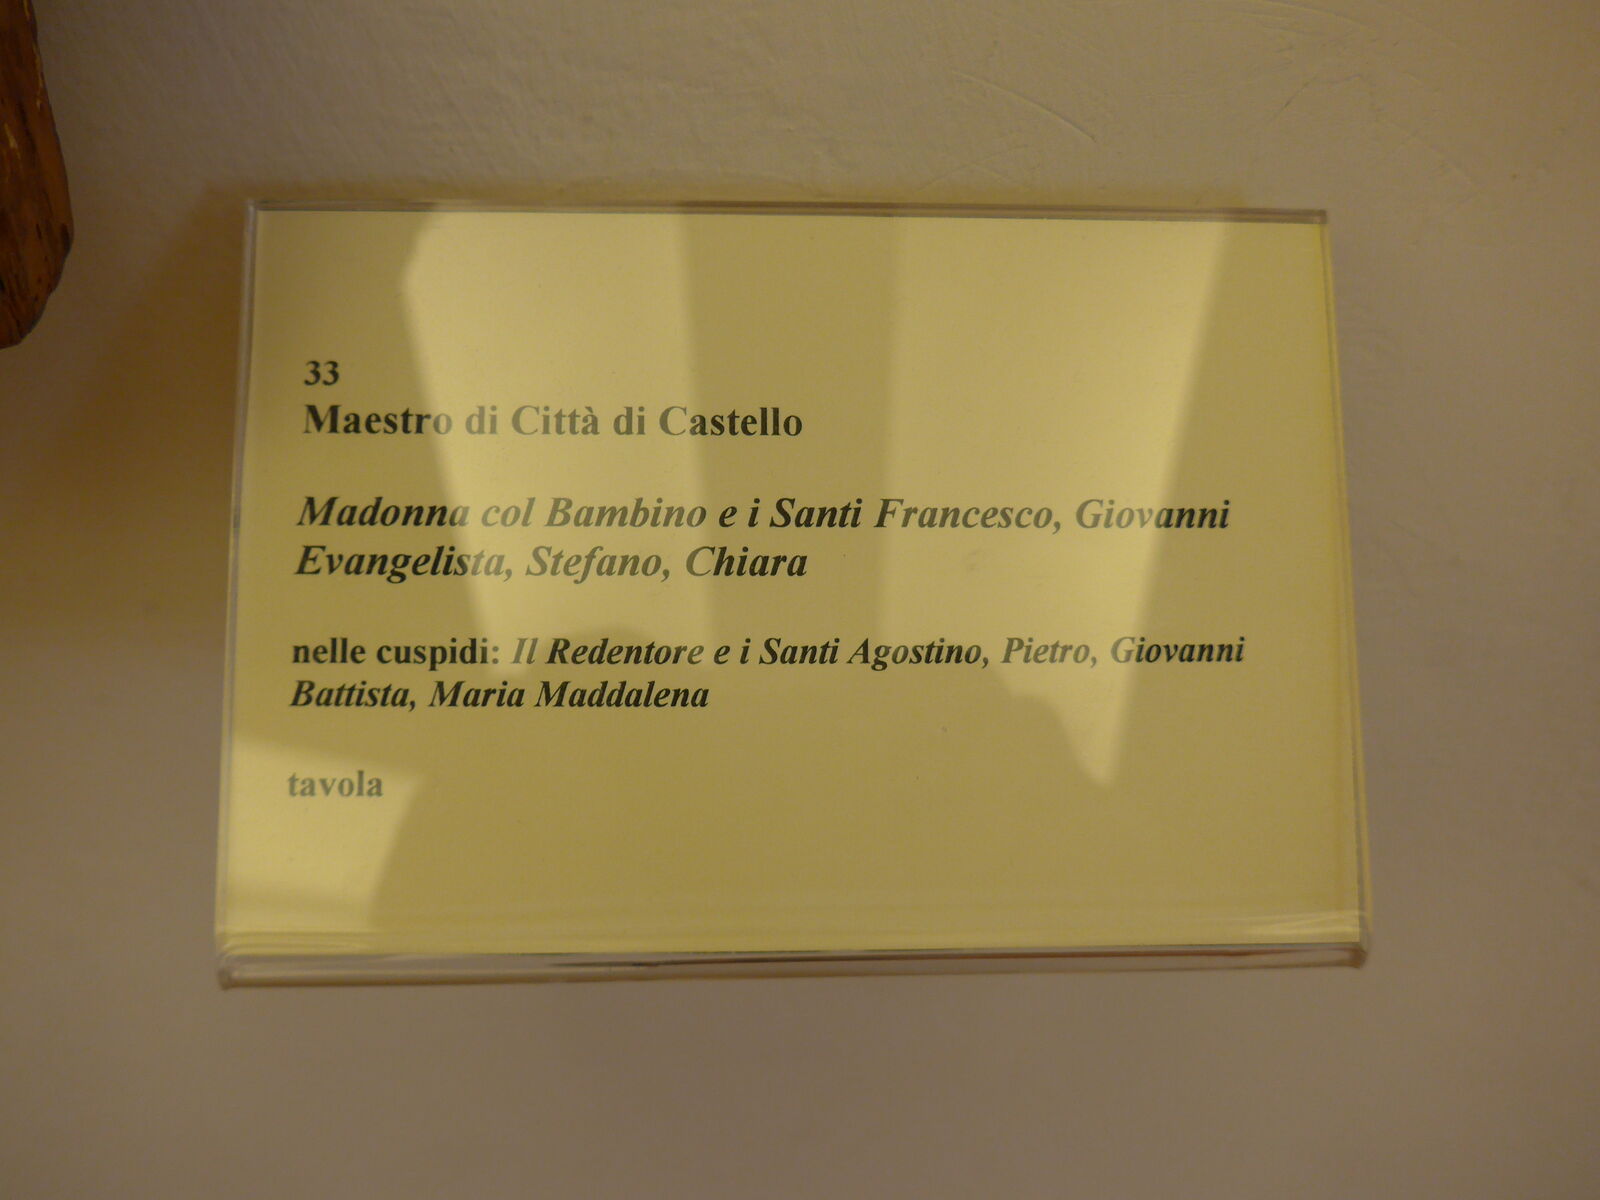 33
Maestro di Città di Castello
Madonna col Bambino e i Santi Francesco, Giovanni
Evangelista, Stefano, Chiara
nelle cuspidi: Il Redentore e i Santi Agostino, Pietro, Giovanni
Battista, Maria Maddalena
tavola